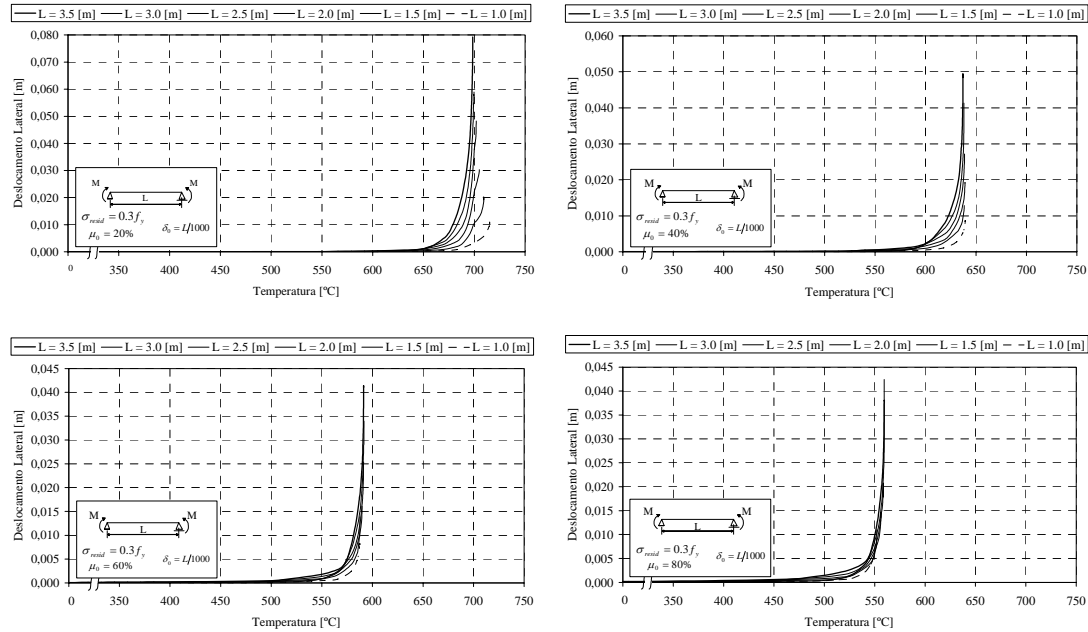 L = 3.5 [m] L = 3.0 [m] L = 2.5 [m] L = 2.0 [m] L = 1.5 [m] L = 1.0 [m]
0,080
0,070
0,060
0,050
0,040
0,030
0,020
0,010
0,000
Deslocamento Lateral [m]
M M
L
σresid = 0.3fy
μ0 = 20% δ0 = L/1000
0 350 400 450 500 550 600 650 700 750
Temperatura [ºC]
L = 3.5 [m] L = 3.0 [m] L = 2.5 [m] L = 2.0 [m] L = 1.5 [m] L = 1.0 [m]
0,060
0,050
0,040
0,030
0,020
0,010
0,000
Deslocamento Lateral [m]
M M
L
σresid = 0.3fy
μ0 = 40% δ0 = L/1000
0 350 400 450 500 550 600 650 700 750
Temperatura [ºC]
L = 3.5 [m] L = 3.0 [m] L = 2.5 [m] L = 2.0 [m] L = 1.5 [m] L = 1.0 [m]
0,045
0,040
0,035
0,030
0,025
0,020
0,015
0,010
0,005
0,000
Deslocamento Lateral [m]
M M
L
σresid = 0.3fy
μ0 = 60% δ0 = L/1000
0 350 400 450 500 550 600 650 700 750
Temperatura [ºC]
L = 3.5 [m] L = 3.0 [m] L = 2.5 [m] L = 2.0 [m] L = 1.5 [m] L = 1.0 [m]
0,045
0,040
0,035
0,030
0,025
0,020
0,015
0,010
0,005
0,000
Deslocamento Lateral [m]
M M
L
σresid = 0.3fy
μ0 = 80% δ0 = L/1000
0 350 400 450 500 550 600 650 700 750
Temperatura [ºC]